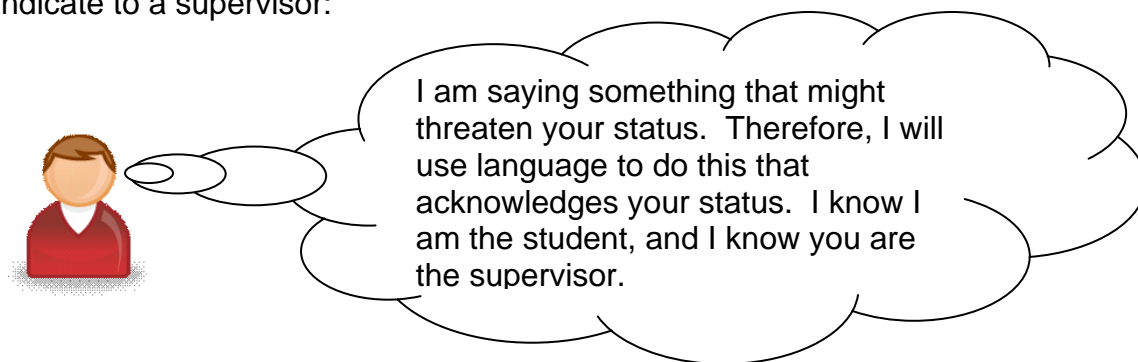 ndicate to a supervisor:
I am saying something that might
threaten your status. Therefore, I will
use language to do this that
acknowledges your status. I know I
am the student, and I know you are
the supervisor.